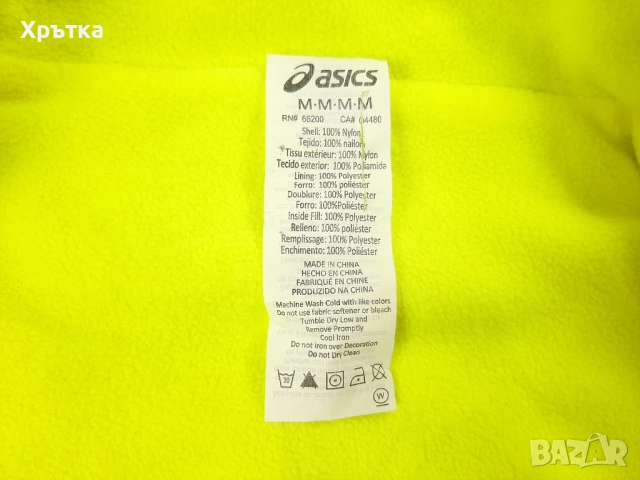 Хрътка
asics
M·M·M·M
RN# 66200 CA# 04480
Shell: 100% Nylon
Tejido: 100% nailon
Tissu extérieur: 100% Nylon
Tecido exterior: 100% Poliamida
Lining: 100% Polyester
Forro: 100% poliéster
Doublure: 100% Polyester
Forro: 100%Poliéster
Inside Fill: 100% Polyester
Relleno: 100% poliéster
Remplissage: 100% Polyester
Enchimento: 100% Poliéster
MADE IN CHINA
HECHO EN CHINA
FABRIQUÉ EN CHINE
PRODUZIDO NA CHINA
Machine Wash Cold with like colors
Do not use fabric softener or bleach
Tumble Dry Low and
Remove Promptly
Cool Iron
Do not Iron over Decoration
Do not Dry Clean
30
W
BAZAR